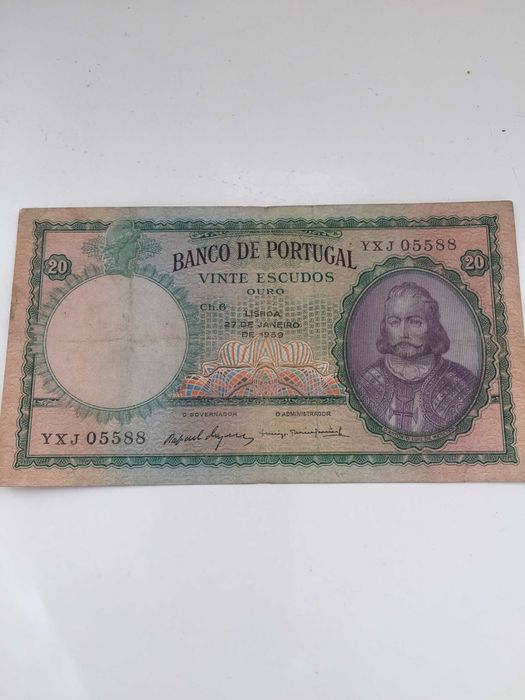 BANCO DE PORTUGAL
YXJ 05588
20
VINTE ESCUDOS
20
OURO
Ch.6
LISBOA
27 DE JANEIRO
DE 1959
O GOVERNADOR O ADMINISTRADOR
YXJ 05588